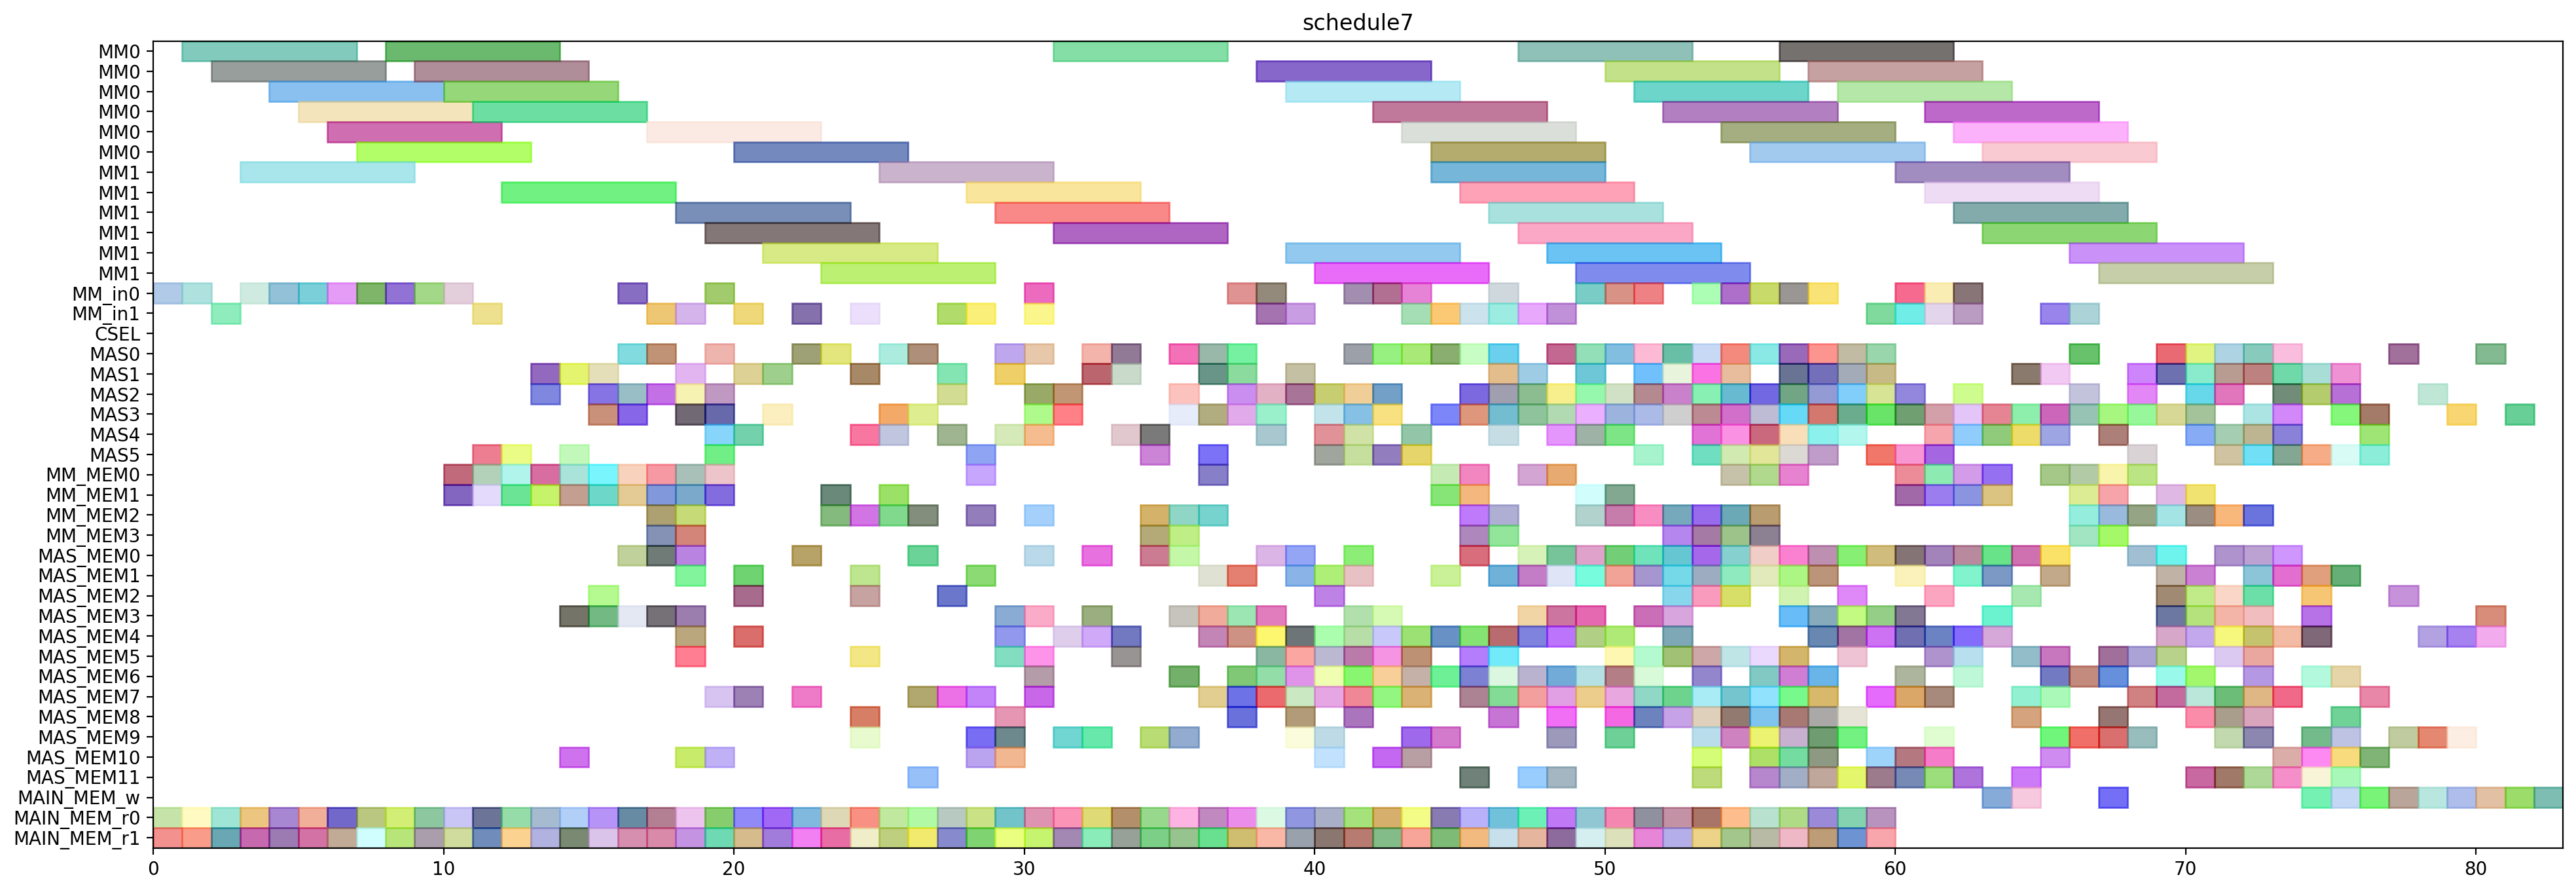 schedule7
MM0
MM0
MM0
MM0
MM0
MM0
MM1
MM1
MM1
MM1
MM1
MM1
MM_in0
MM_in1
CSEL
MAS0
MAS1
MAS2
MAS3
MAS4
MAS5
MM_MEM0
MM_MEM1
MM_MEM2
MM_MEM3
MAS_MEM0
MAS_MEM1
MAS_MEM2
MAS_MEM3
MAS_MEM4
MAS_MEM5
MAS_MEM6
MAS_MEM7
MAS_MEM8
MAS_MEM9
MAS_MEM10
MAS_MEM11
MAIN_MEM_w
MAIN_MEM_r0
MAIN_MEM_r1
0 10 20 30 40 50 60 70 80